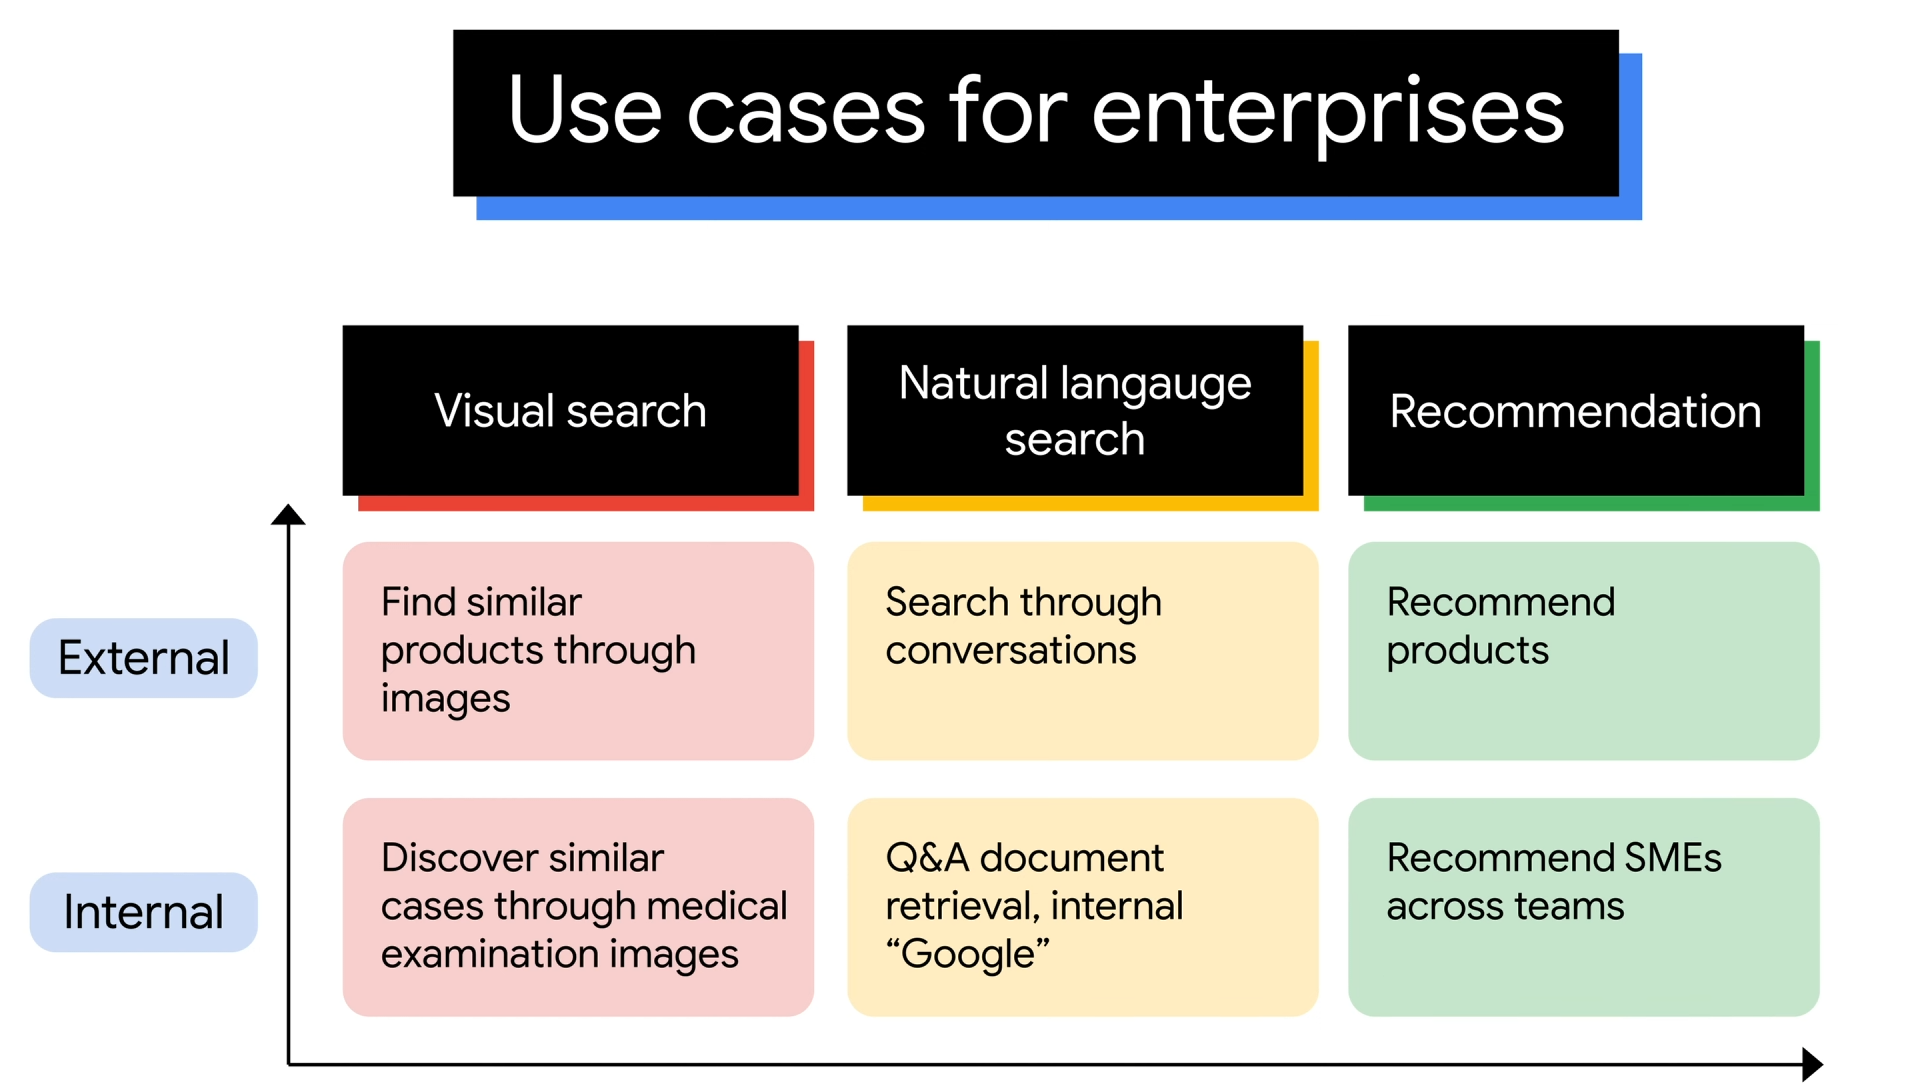 Use cases for enterprises
Visual search
Natural langauge
search
Recommendation
External
Find similar
products through
images
Search through
conversations
Recommend
products
Internal
Discover similar
cases through medical
examination images
Q&A document
retrieval, internal
“Google”
Recommend SMEs
across teams